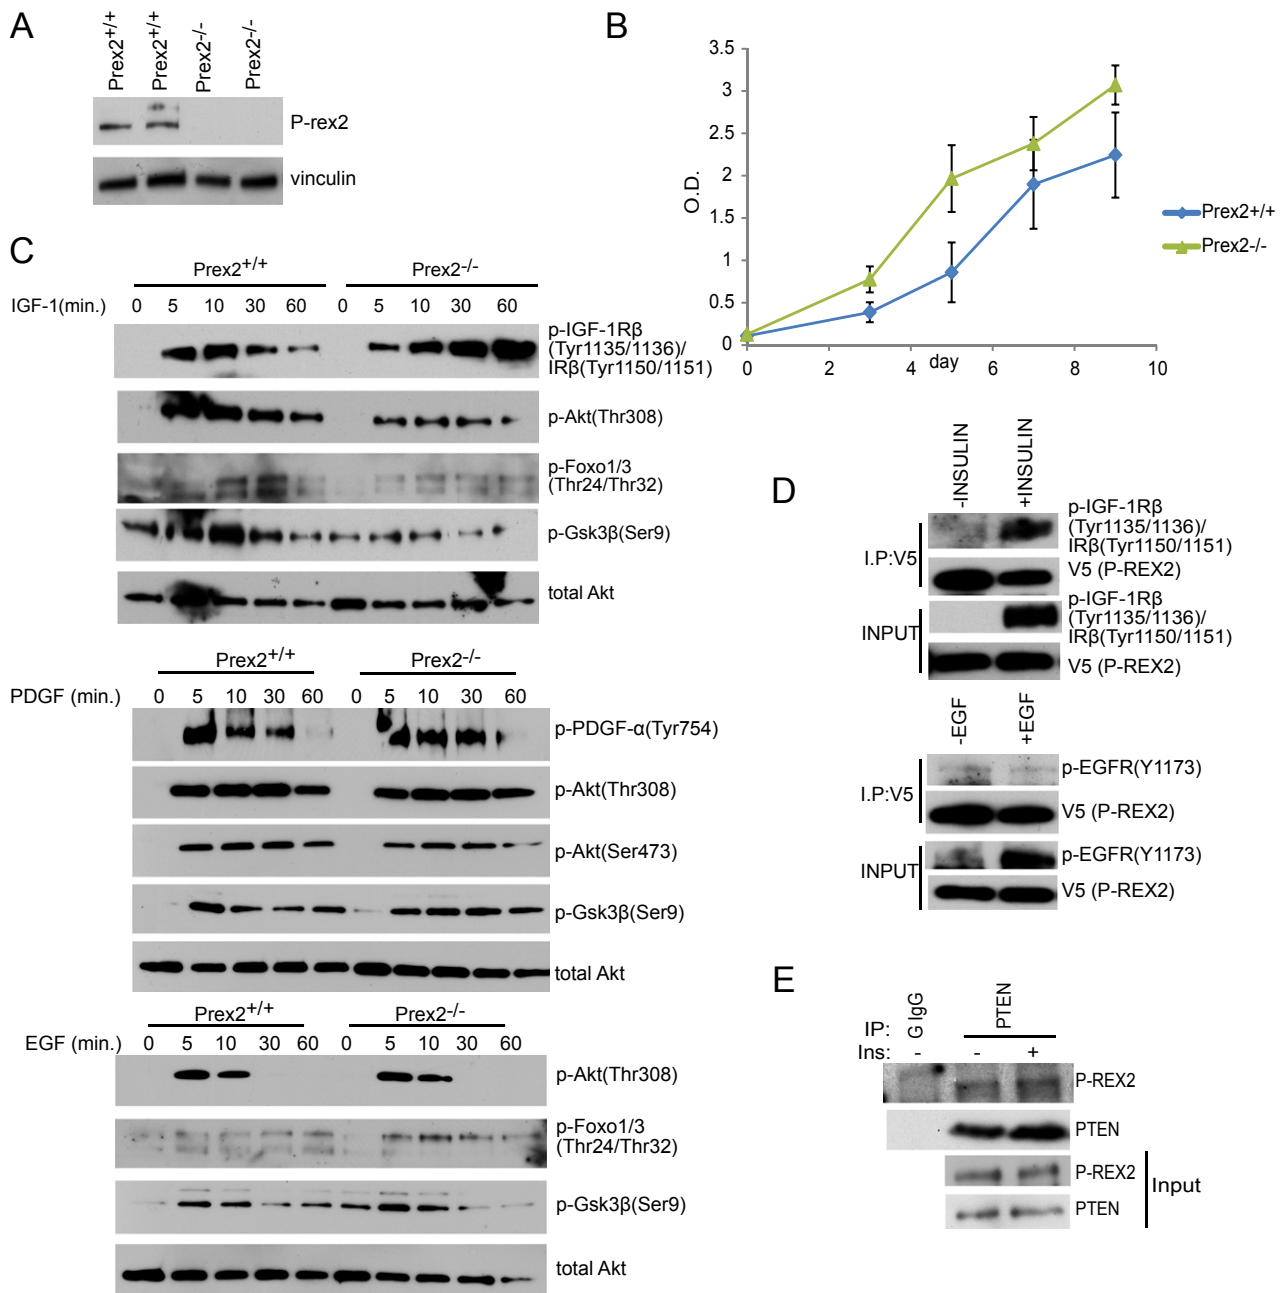 A
Prex2+/+
Prex2+/+
Prex2-/-
Prex2-/-
P-rex2
vinculin
B
3.5
3
2.5
2
1.5
1
0.5
0
O.D.
0 2 4 6 8 10
day
Prex2+/+
Prex2-/-
C
Prex2+/+ Prex2-/-
IGF-1(min.) 0 5 10 30 60 0 5 10 30 60
p-IGF-1Rβ
(Tyr1135/1136)/
IRβ(Tyr1150/1151)
p-Akt(Thr308)
p-Foxo1/3
(Thr24/Thr32)
p-Gsk3β(Ser9)
total Akt
Prex2+/+ Prex2-/-
PDGF (min.) 0 5 10 30 60 0 5 10 30 60
p-PDGF-α(Tyr754)
p-Akt(Thr308)
p-Akt(Ser473)
p-Gsk3β(Ser9)
total Akt
Prex2+/+ Prex2-/-
EGF (min.) 0 5 10 30 60 0 5 10 30 60
p-Akt(Thr308)
p-Foxo1/3
(Thr24/Thr32)
p-Gsk3β(Ser9)
total Akt
D
-INSULIN
+INSULIN
I.P:V5
p-IGF-1Rβ
(Tyr1135/1136)/
IRβ(Tyr1150/1151)
V5 (P-REX2)
INPUT
p-IGF-1Rβ
(Tyr1135/1136)/
IRβ(Tyr1150/1151)
V5 (P-REX2)
-EGF
+EGF
I.P:V5
p-EGFR(Y1173)
V5 (P-REX2)
INPUT
p-EGFR(Y1173)
V5 (P-REX2)
E
IP: G IgG PTEN
Ins: - - +
P-REX2
PTEN
P-REX2
PTEN
Input